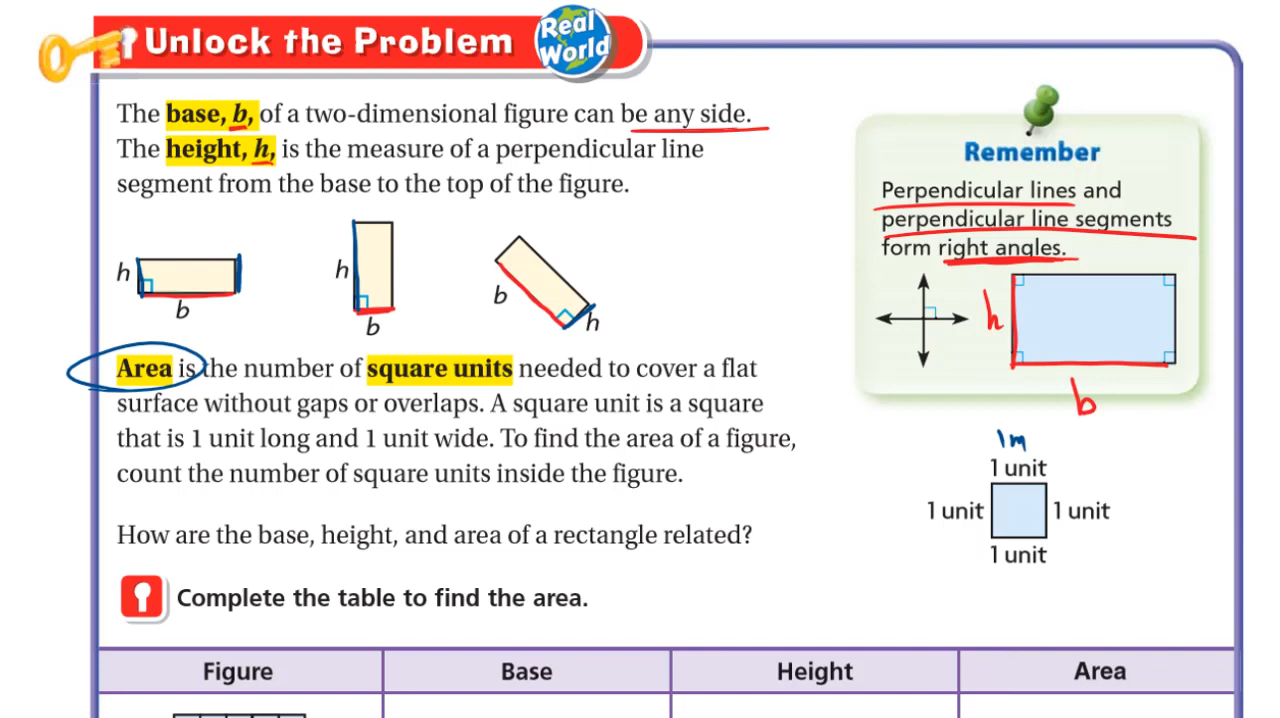 Unlock the Problem
Real
World
The base, b, of a two-dimensional figure can be any side.
The height, h, is the measure of a perpendicular line
segment from the base to the top of the figure.
Remember
Perpendicular lines and
perpendicular line segments
form right angles.
h
b
h
b
h
b
b
h
Area is the number of square units needed to cover a flat
surface without gaps or overlaps. A square unit is a square
that is 1 unit long and 1 unit wide. To find the area of a figure,
count the number of square units inside the figure.
1m
1 unit
1 unit
1 unit
1 unit
How are the base, height, and area of a rectangle related?
Complete the table to find the area.
Figure
Base
Height
Area